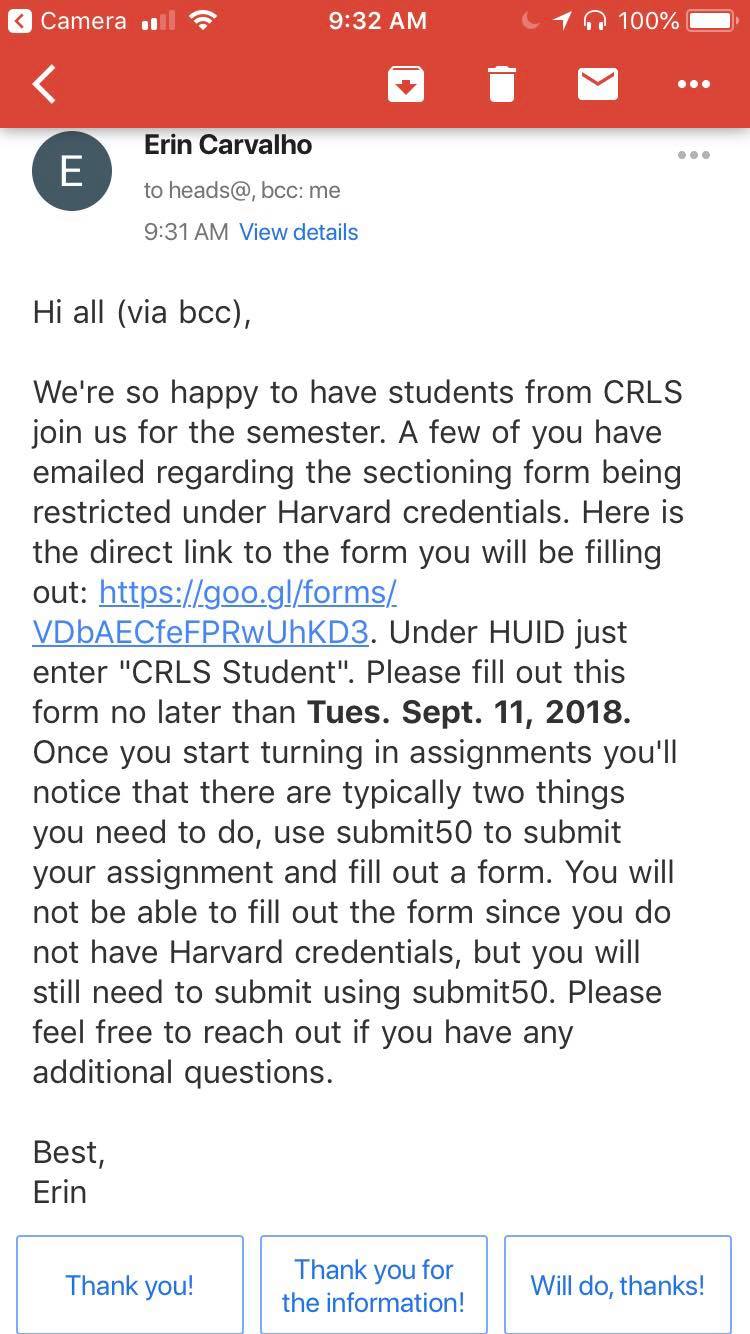 Camera 9:32 AM 100%
Erin Carvalho
E
to heads@, bcc: me
9:31 AM View details
Hi all (via bcc),
We're so happy to have students from CRLS
join us for the semester. A few of you have
emailed regarding the sectioning form being
restricted under Harvard credentials. Here is
the direct link to the form you will be filling
out: https://goo.gl/forms/
VDbAECfeFPRwUhKD3. Under HUID just
enter "CRLS Student". Please fill out this
form no later than Tues. Sept. 11, 2018.
Once you start turning in assignments you'll
notice that there are typically two things
you need to do, use submit50 to submit
your assignment and fill out a form. You will
not be able to fill out the form since you do
not have Harvard credentials, but you will
still need to submit using submit50. Please
feel free to reach out if you have any
additional questions.
Best,
Erin
Thank you!
Thank you for
the information!
Will do, thanks!